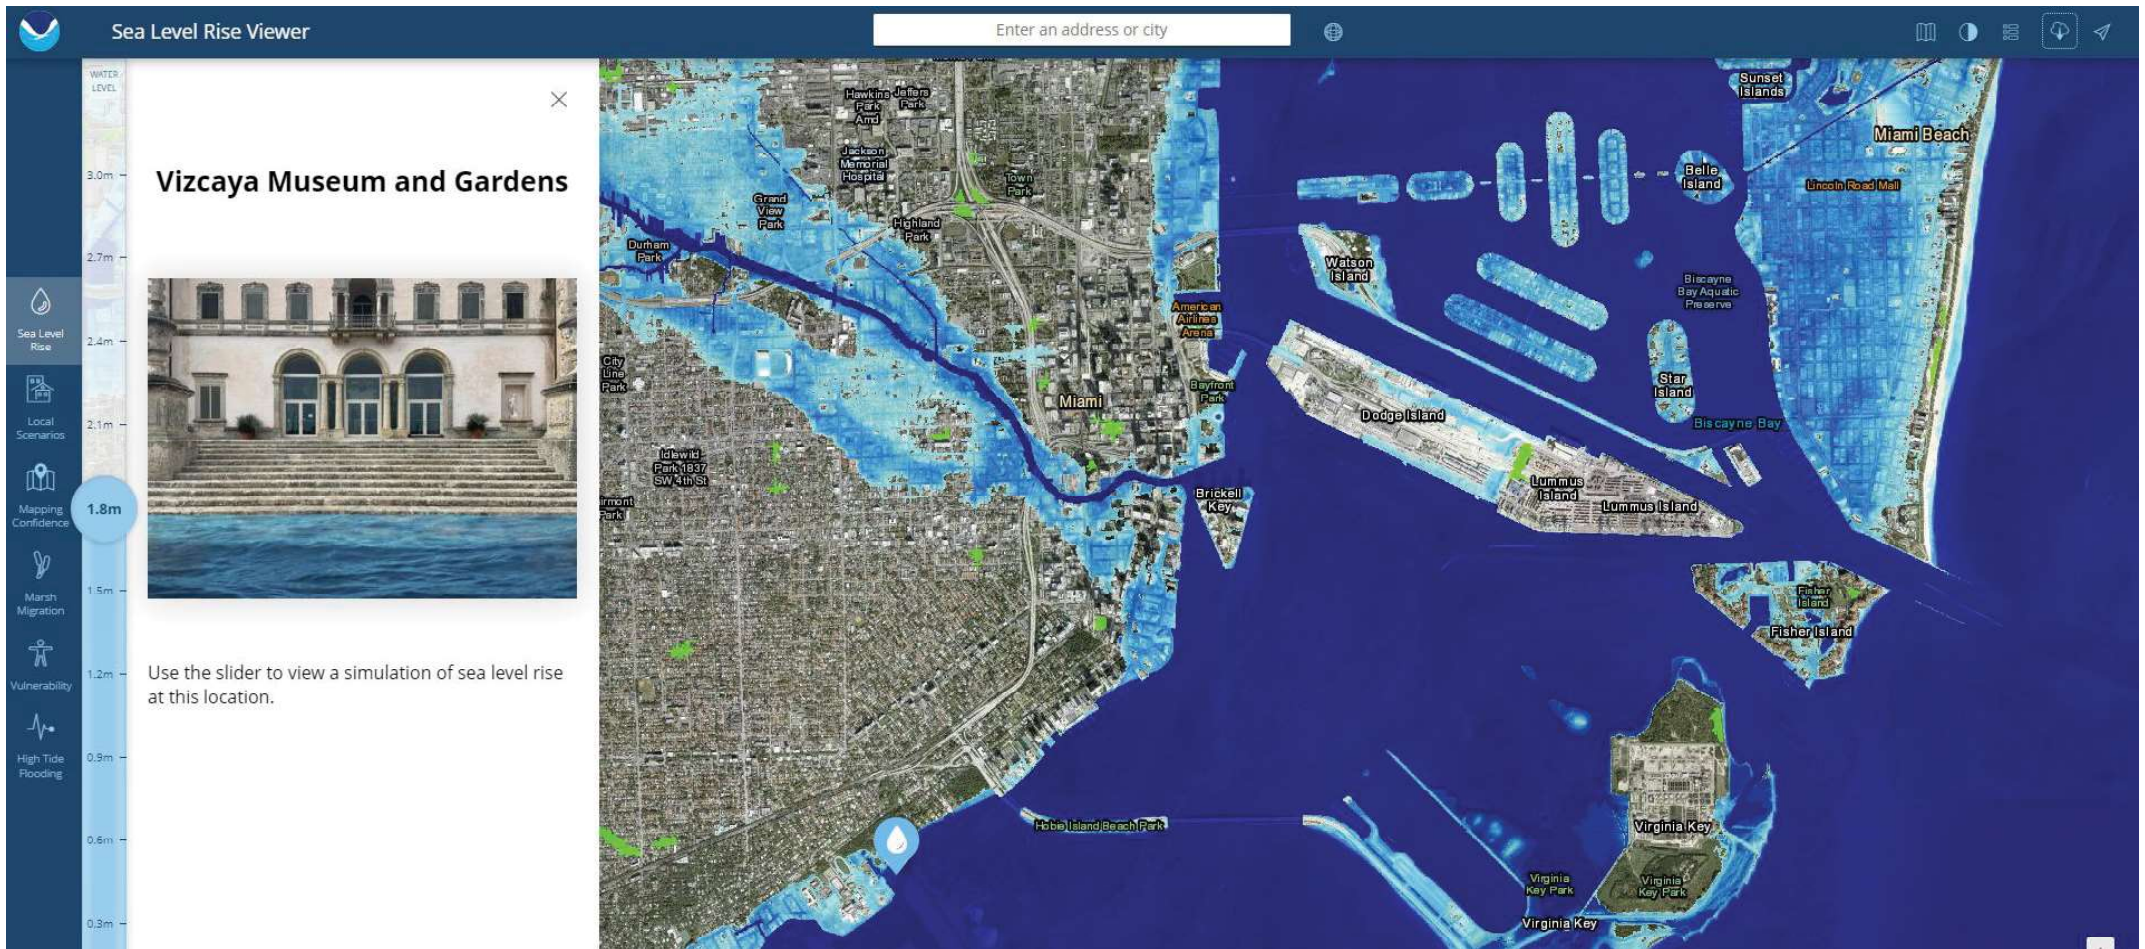 Sea Level Rise Viewer
Enter an address or city
WATER
LEVEL
3.0m
2.7m
2.4m
2.1m
1.8m
1.5m
1.2m
0.9m
0.6m
0.3m
Sea Level
Rise
Local
Scenarios
Mapping
Confidence
Marsh
Migration
Vulnerability
High Tide
Flooding
Vizcaya Museum and Gardens
Use the slider to view a simulation of sea level rise
at this location.
Hawkins
Park
Amd
Jeffers
Park
Jackson
Memorial
Hospital
Town
Park
Grand
View
Park
Highland
Park
Durham
Park
American
Airlines
Arena
City
Line
Park
Miami
Bayfront
Park
Idlewild
Park 1837
SW 4th St
Park
Brickell
Key
Sunset
Islands
Miami Beach
Belle
Island
Lincoln Road Mall
Watson
Island
Biscayne
Bay Aquatic
Preserve
Star
Island
Biscayne Bay
Dodge Island
Lummus
Island
Lummus Island
Fisher
Island
Fisher Island
Hobie Island Beach Park
Virginia Key
Virginia
Key Park
Virginia
Key Park
Virginia Key